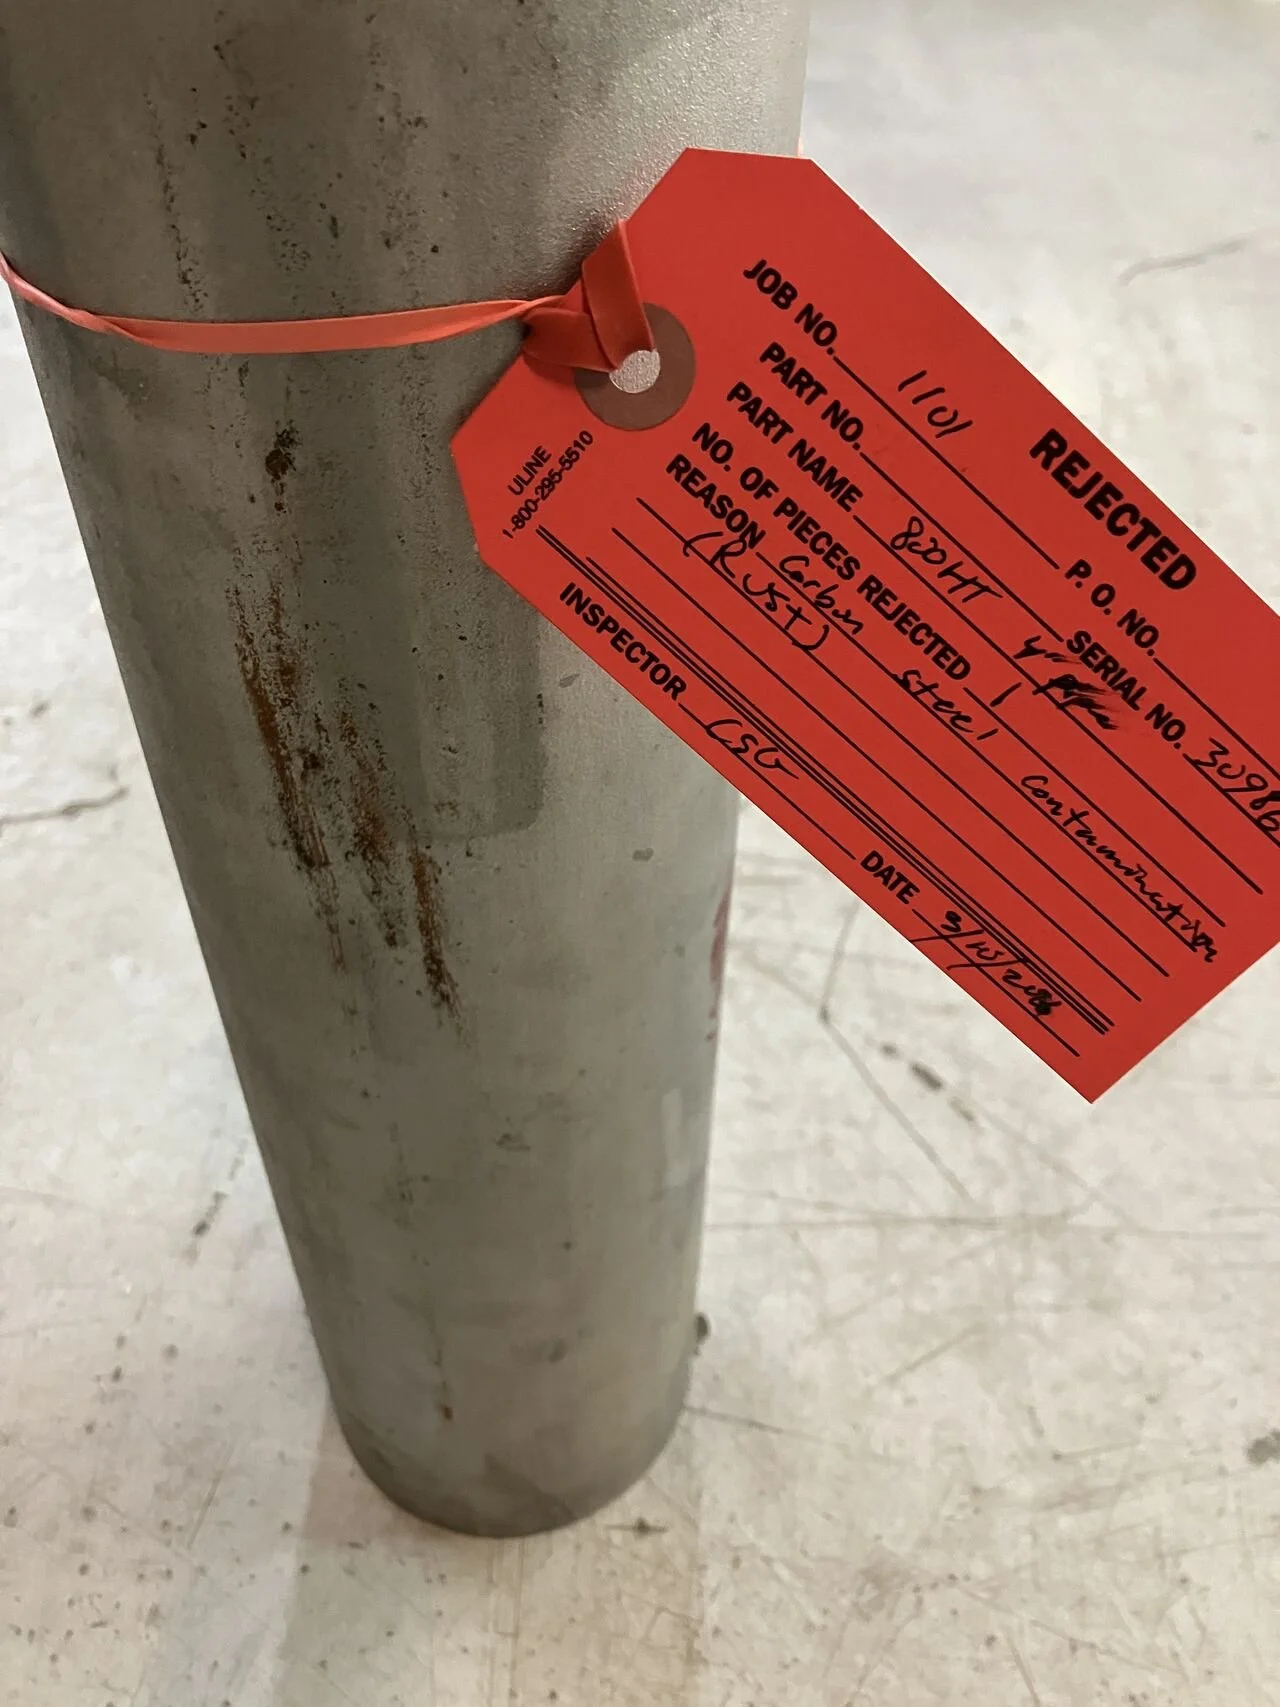 REJECTED
JOB NO. 1101 P. O. NO.
PART NO. SERIAL NO. 30986
PART NAME 800HT
NO. OF PIECES REJECTED 1
REASON Carbon steel contamination
(Rust)
INSPECTOR CSG DATE
ULINE
1-800-295-5510